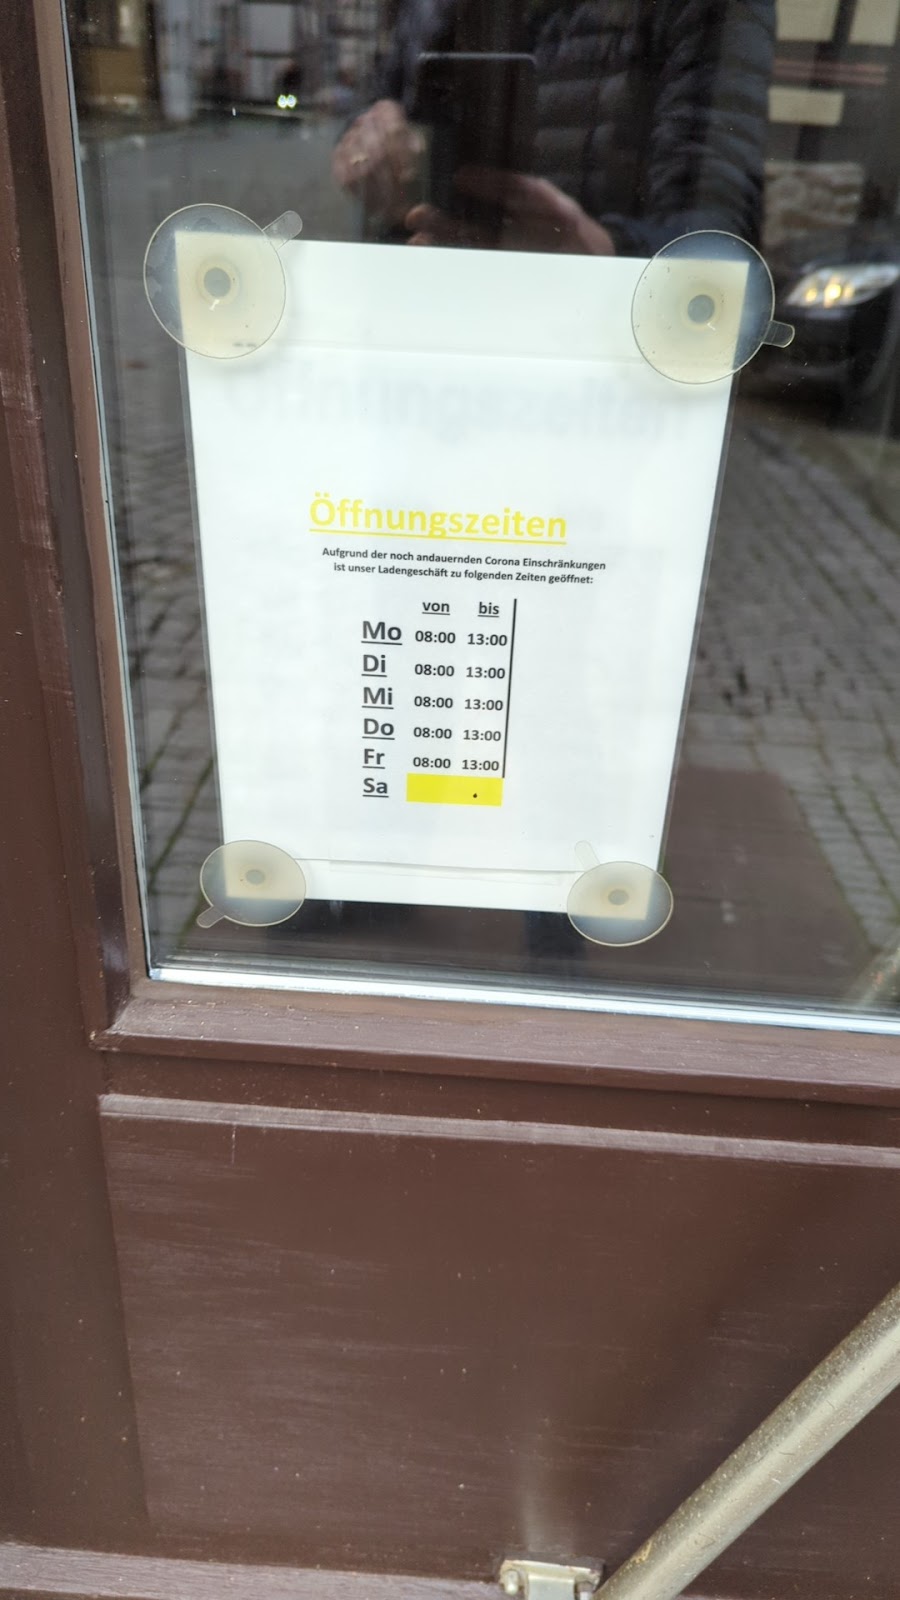 Öffnungszeiten
Aufgrund der noch andauernden Corona Einschränkungen
ist unser Ladengeschäft zu folgenden Zeiten geöffnet:
von bis
Mo 08:00 13:00
Di 08:00 13:00
Mi 08:00 13:00
Do 08:00 13:00
Fr 08:00 13:00
Sa